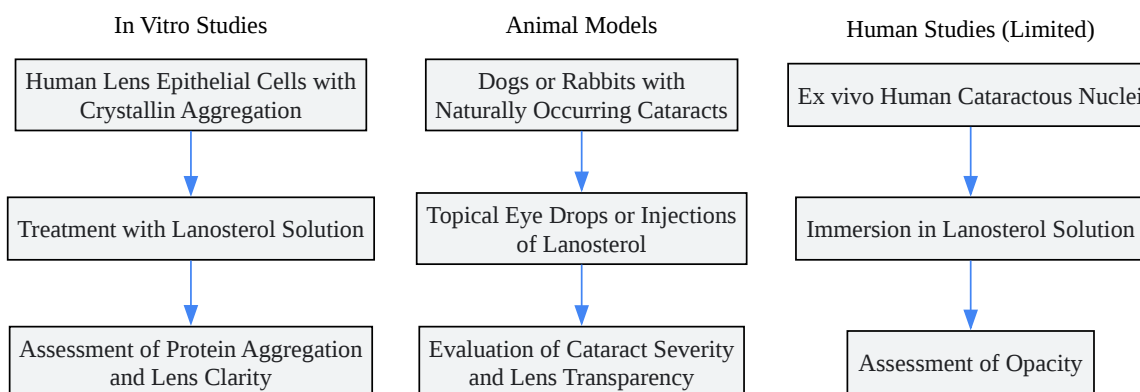 In Vitro Studies
Human Lens Epithelial Cells with
Crystallin Aggregation
Treatment with Lanosterol Solution
Assessment of Protein Aggregation
and Lens Clarity
Animal Models
Dogs or Rabbits with
Naturally Occurring Cataracts
Topical Eye Drops or Injections
of Lanosterol
Evaluation of Cataract Severity
and Lens Transparency
Human Studies (Limited)
Ex vivo Human Cataractous Nuclei
Immersion in Lanosterol Solution
Assessment of Opacity